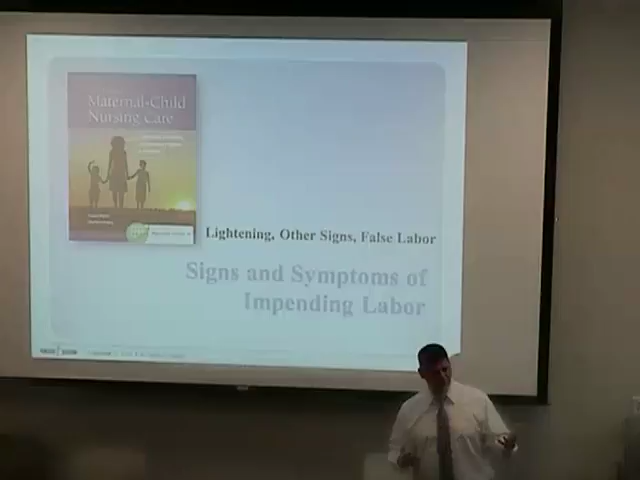 Maternal-Child
Nursing Care
Lightening, Other Signs, False Labor
Signs and Symptoms of
Impending Labor